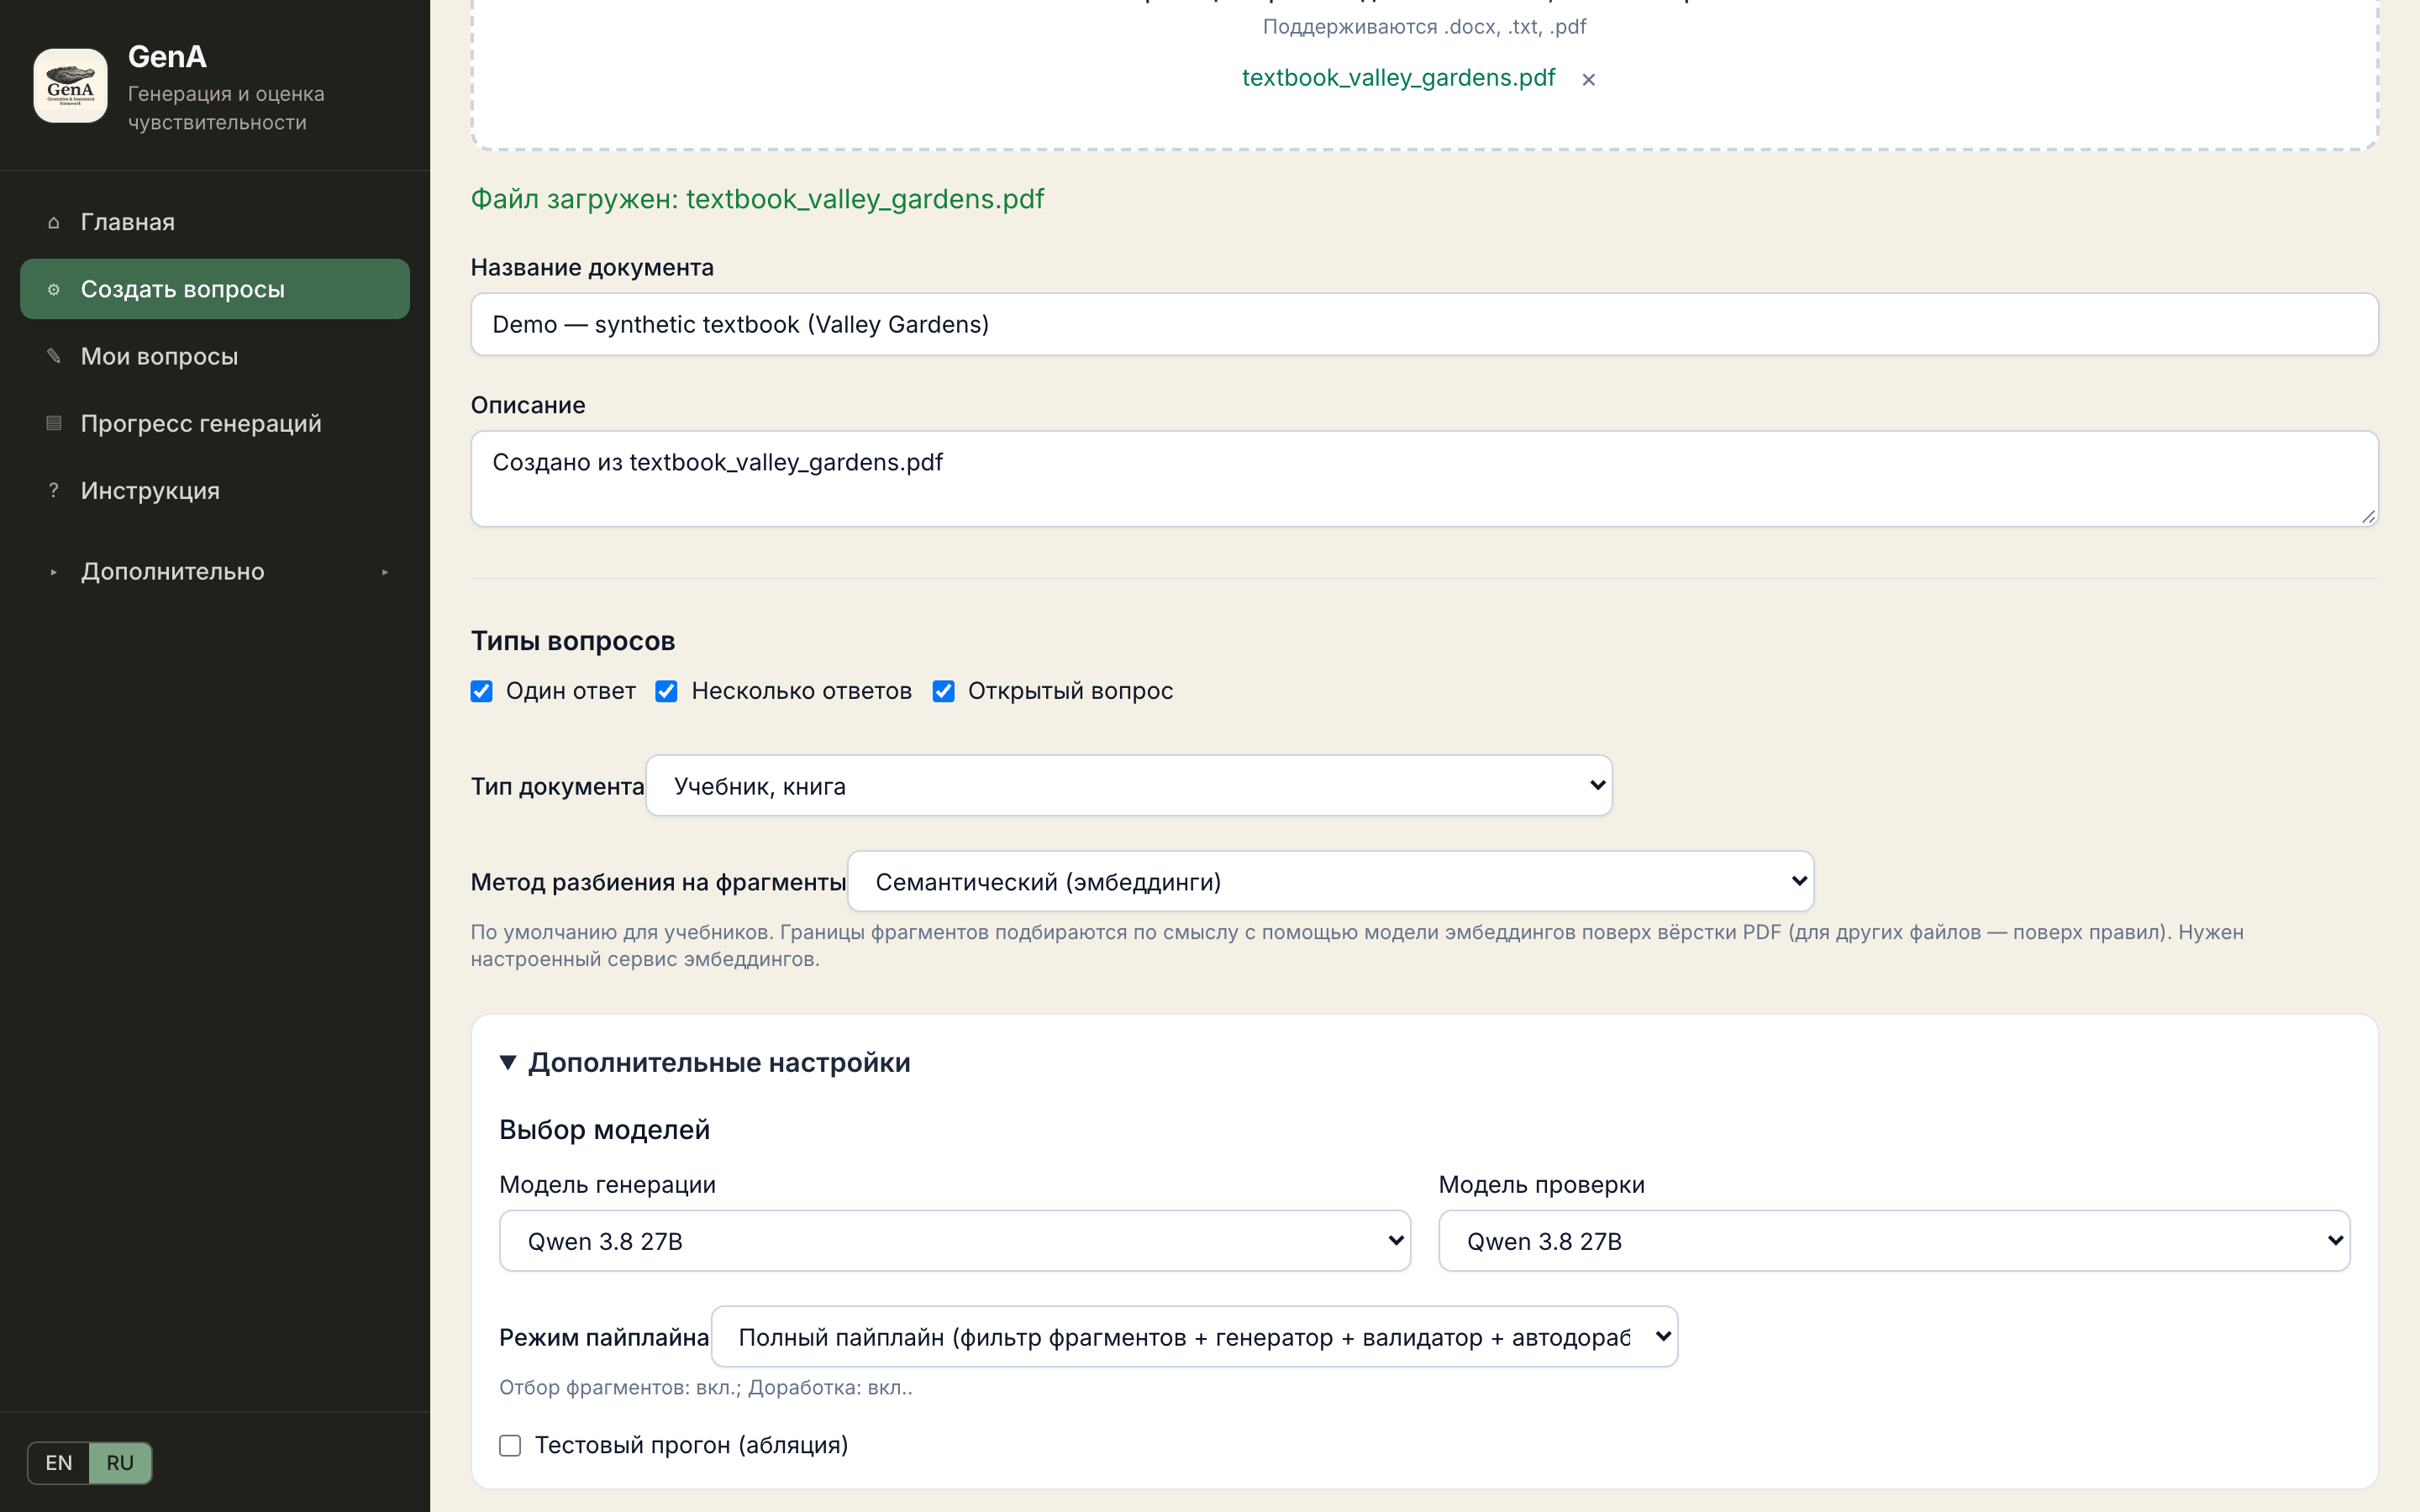 GenA
Генерация и оценка
чувствительности
GenA
Главная
Создать вопросы
Мои вопросы
Прогресс генераций
? Инструкция
Дополнительно
EN RU
Поддерживаются .docx, .txt, .pdf
textbook_valley_gardens.pdf ×
Файл загружен: textbook_valley_gardens.pdf
Название документа
Demo — synthetic textbook (Valley Gardens)
Описание
Создано из textbook_valley_gardens.pdf
Типы вопросов
Один ответ Несколько ответов Открытый вопрос
Тип документа Учебник, книга
Метод разбиения на фрагменты Семантический (эмбеддинги)
По умолчанию для учебников. Границы фрагментов подбираются по смыслу с помощью модели эмбеддингов поверх вёрстки PDF (для других файлов — поверх правил). Нужен
настроенный сервис эмбеддингов.
Дополнительные настройки
Выбор моделей
Модель генерации Модель проверки
Qwen 3.8 27B Qwen 3.8 27B
Режим пайплайна Полный пайплайн (фильтр фрагментов + генератор + валидатор + автодораб
Отбор фрагментов: вкл.; Доработка: вкл..
Тестовый прогон (абляция)